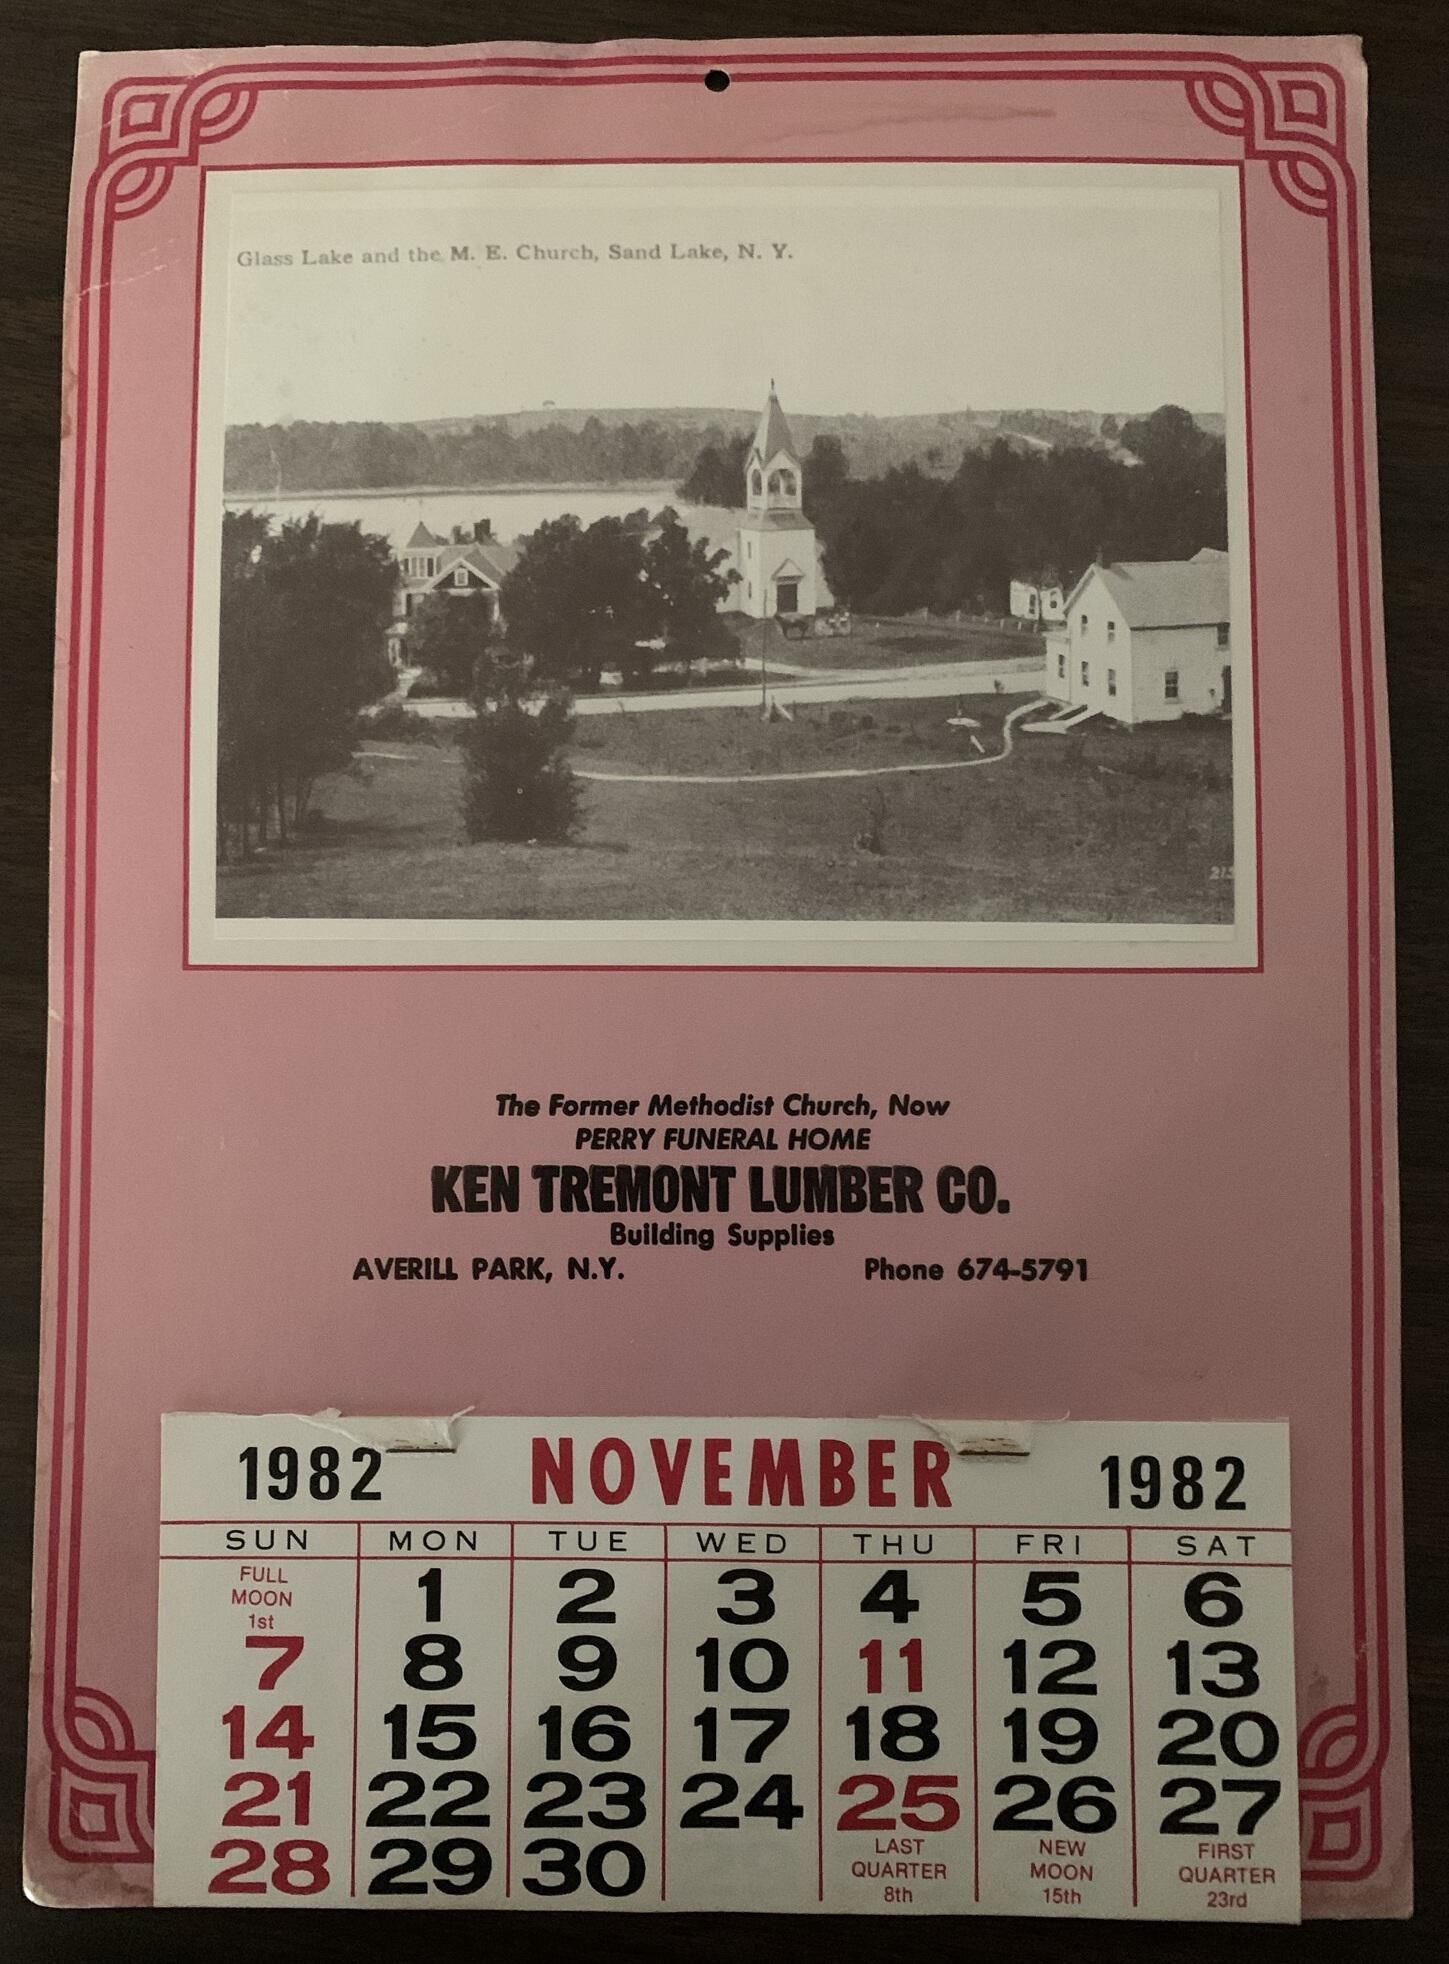 Glass Lake and the M. E. Church, Sand Lake, N. Y.
The Former Methodist Church, Now
PERRY FUNERAL HOME
KEN TREMONT LUMBER CO.
Building Supplies
AVERILL PARK, N.Y. Phone 674-5791
1982 NOVEMBER 1982
SUN MON TUE WED THU FRI SAT
FULL
MOON
1st
1 2 3 4 5 6
7 8 9 10 11 12 13
14 15 16 17 18 19 20
21 22 23 24 25 26 27
28 29 30
LAST
QUARTER
8th
NEW
MOON
15th
FIRST
QUARTER
23rd